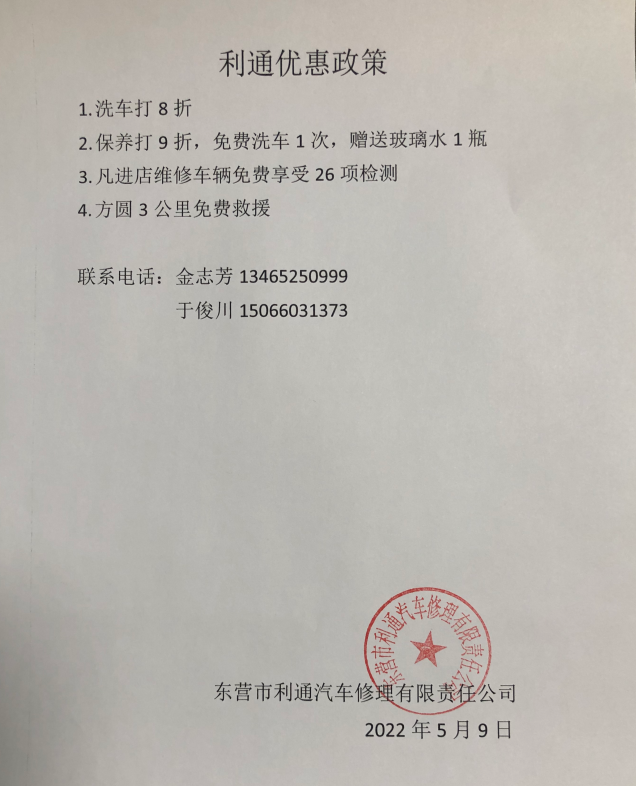 利通优惠政策
1.洗车打 8 折
2.保养打 9 折，免费洗车 1 次，赠送玻璃水 1 瓶
3.凡进店维修车辆免费享受 26 项检测
4.方圆 3 公里免费救援
联系电话：金志芳 13465250999
于俊川 15066031373
东营市利通汽车修理有限责任公司
东营市利通汽车修理有限责任公司
2022 年 5 月 9 日